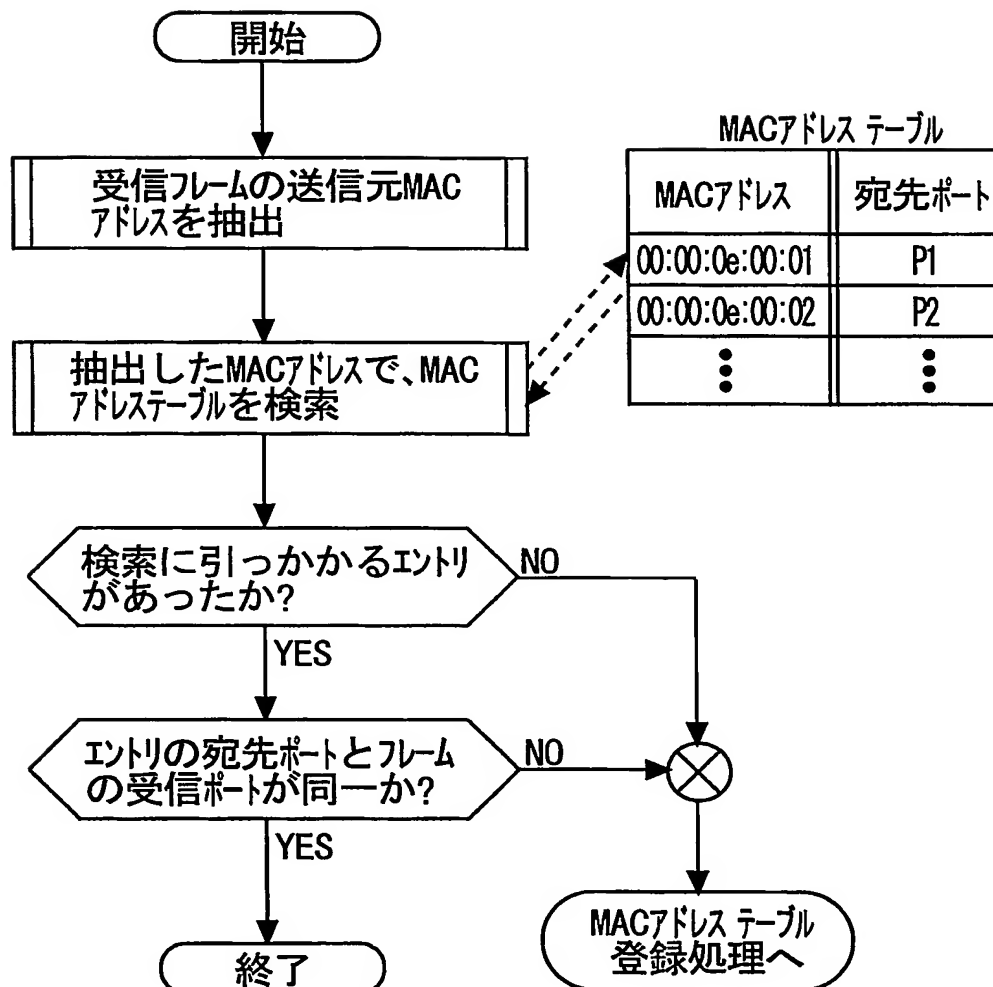 開始
受信フレームの送信元MAC
アドレスを抽出
抽出したMACアドレスで、MAC
アドレステーブルを検索
MACアドレス テーブル
MACアドレス 宛先ポート
00:00:0e:00:01 P1
00:00:0e:00:02 P2
検索に引っかかるエントリ
があったか?
NO
YES
エントリの宛先ポートとフレーム
の受信ポートが同一か?
NO
YES
終了
MACアドレス テーブル
登録処理へ